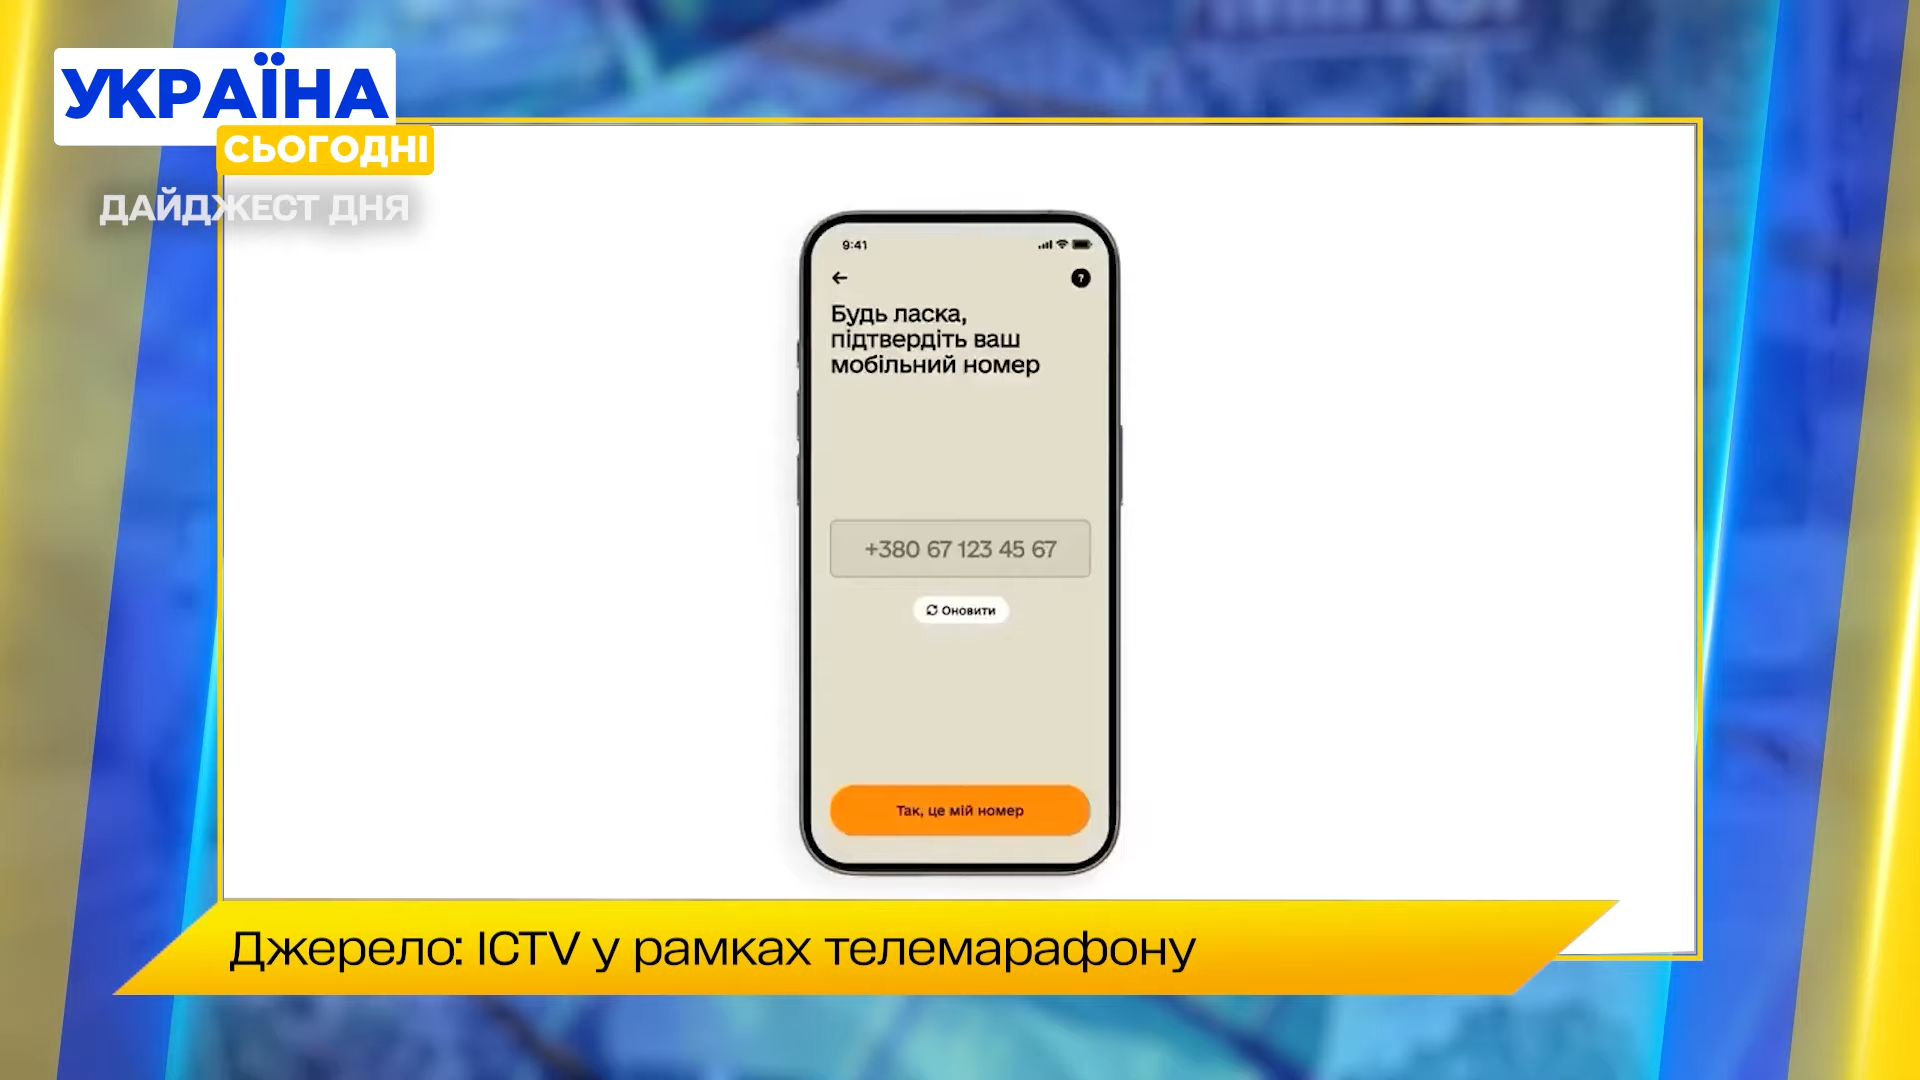 УКРАЇНА
СЬОГОДНІ
ДАЙДЖЕСТ ДНЯ
9:41
?
Будь ласка,
підтвердіть ваш
мобільний номер
+380 67 123 45 67
Оновити
Так, це мій номер
Джерело: ICTV у рамках телемарафону